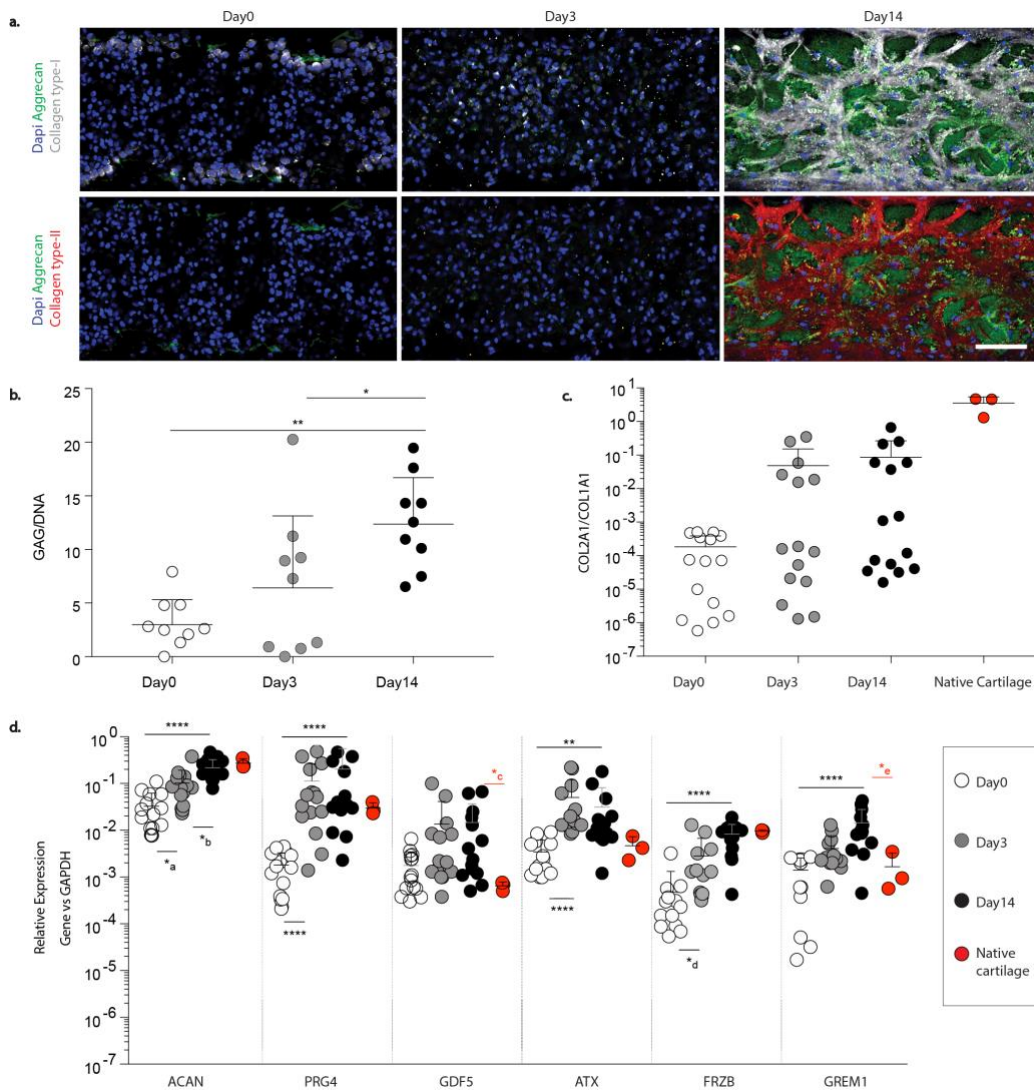 a.
Day0 Day3 Day14
Dapi Aggrecan
Collagen type-I
Dapi Aggrecan
Collagen type-II
b.
25
20
15
10
5
0
GAG/DNA
**
*
Day0 Day3 Day14
c.
10^1
10^0
10^-1
10^-2
10^-3
10^-4
10^-5
10^-6
10^-7
COL2A1/COL1A1
Day0 Day3 Day14 Native Cartilage
d.
10^0
10^-1
10^-2
10^-3
10^-4
10^-5
10^-6
10^-7
Relative Expression
Gene vs GAPDH
**** **** ** **** ****
*a *b **** *c **** *d *e
ACAN PRG4 GDF5 ATX FRZB GREM1
Day0
Day3
Day14
Native
cartilage